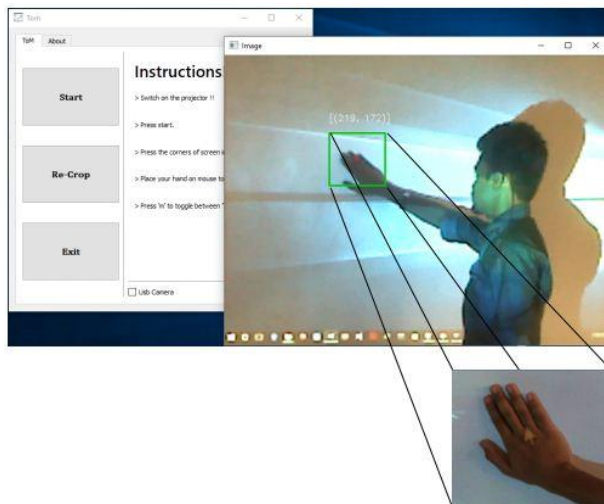 Tom
TsM
About
Start
Re-Crop
Exit
Instructions
> Switch on the projector !!
> Press start.
> Press the corners of screen
> Place your hand on mouse to
> Press 'n' to toggle between
Usb Camera
Image
[(219, 172)]